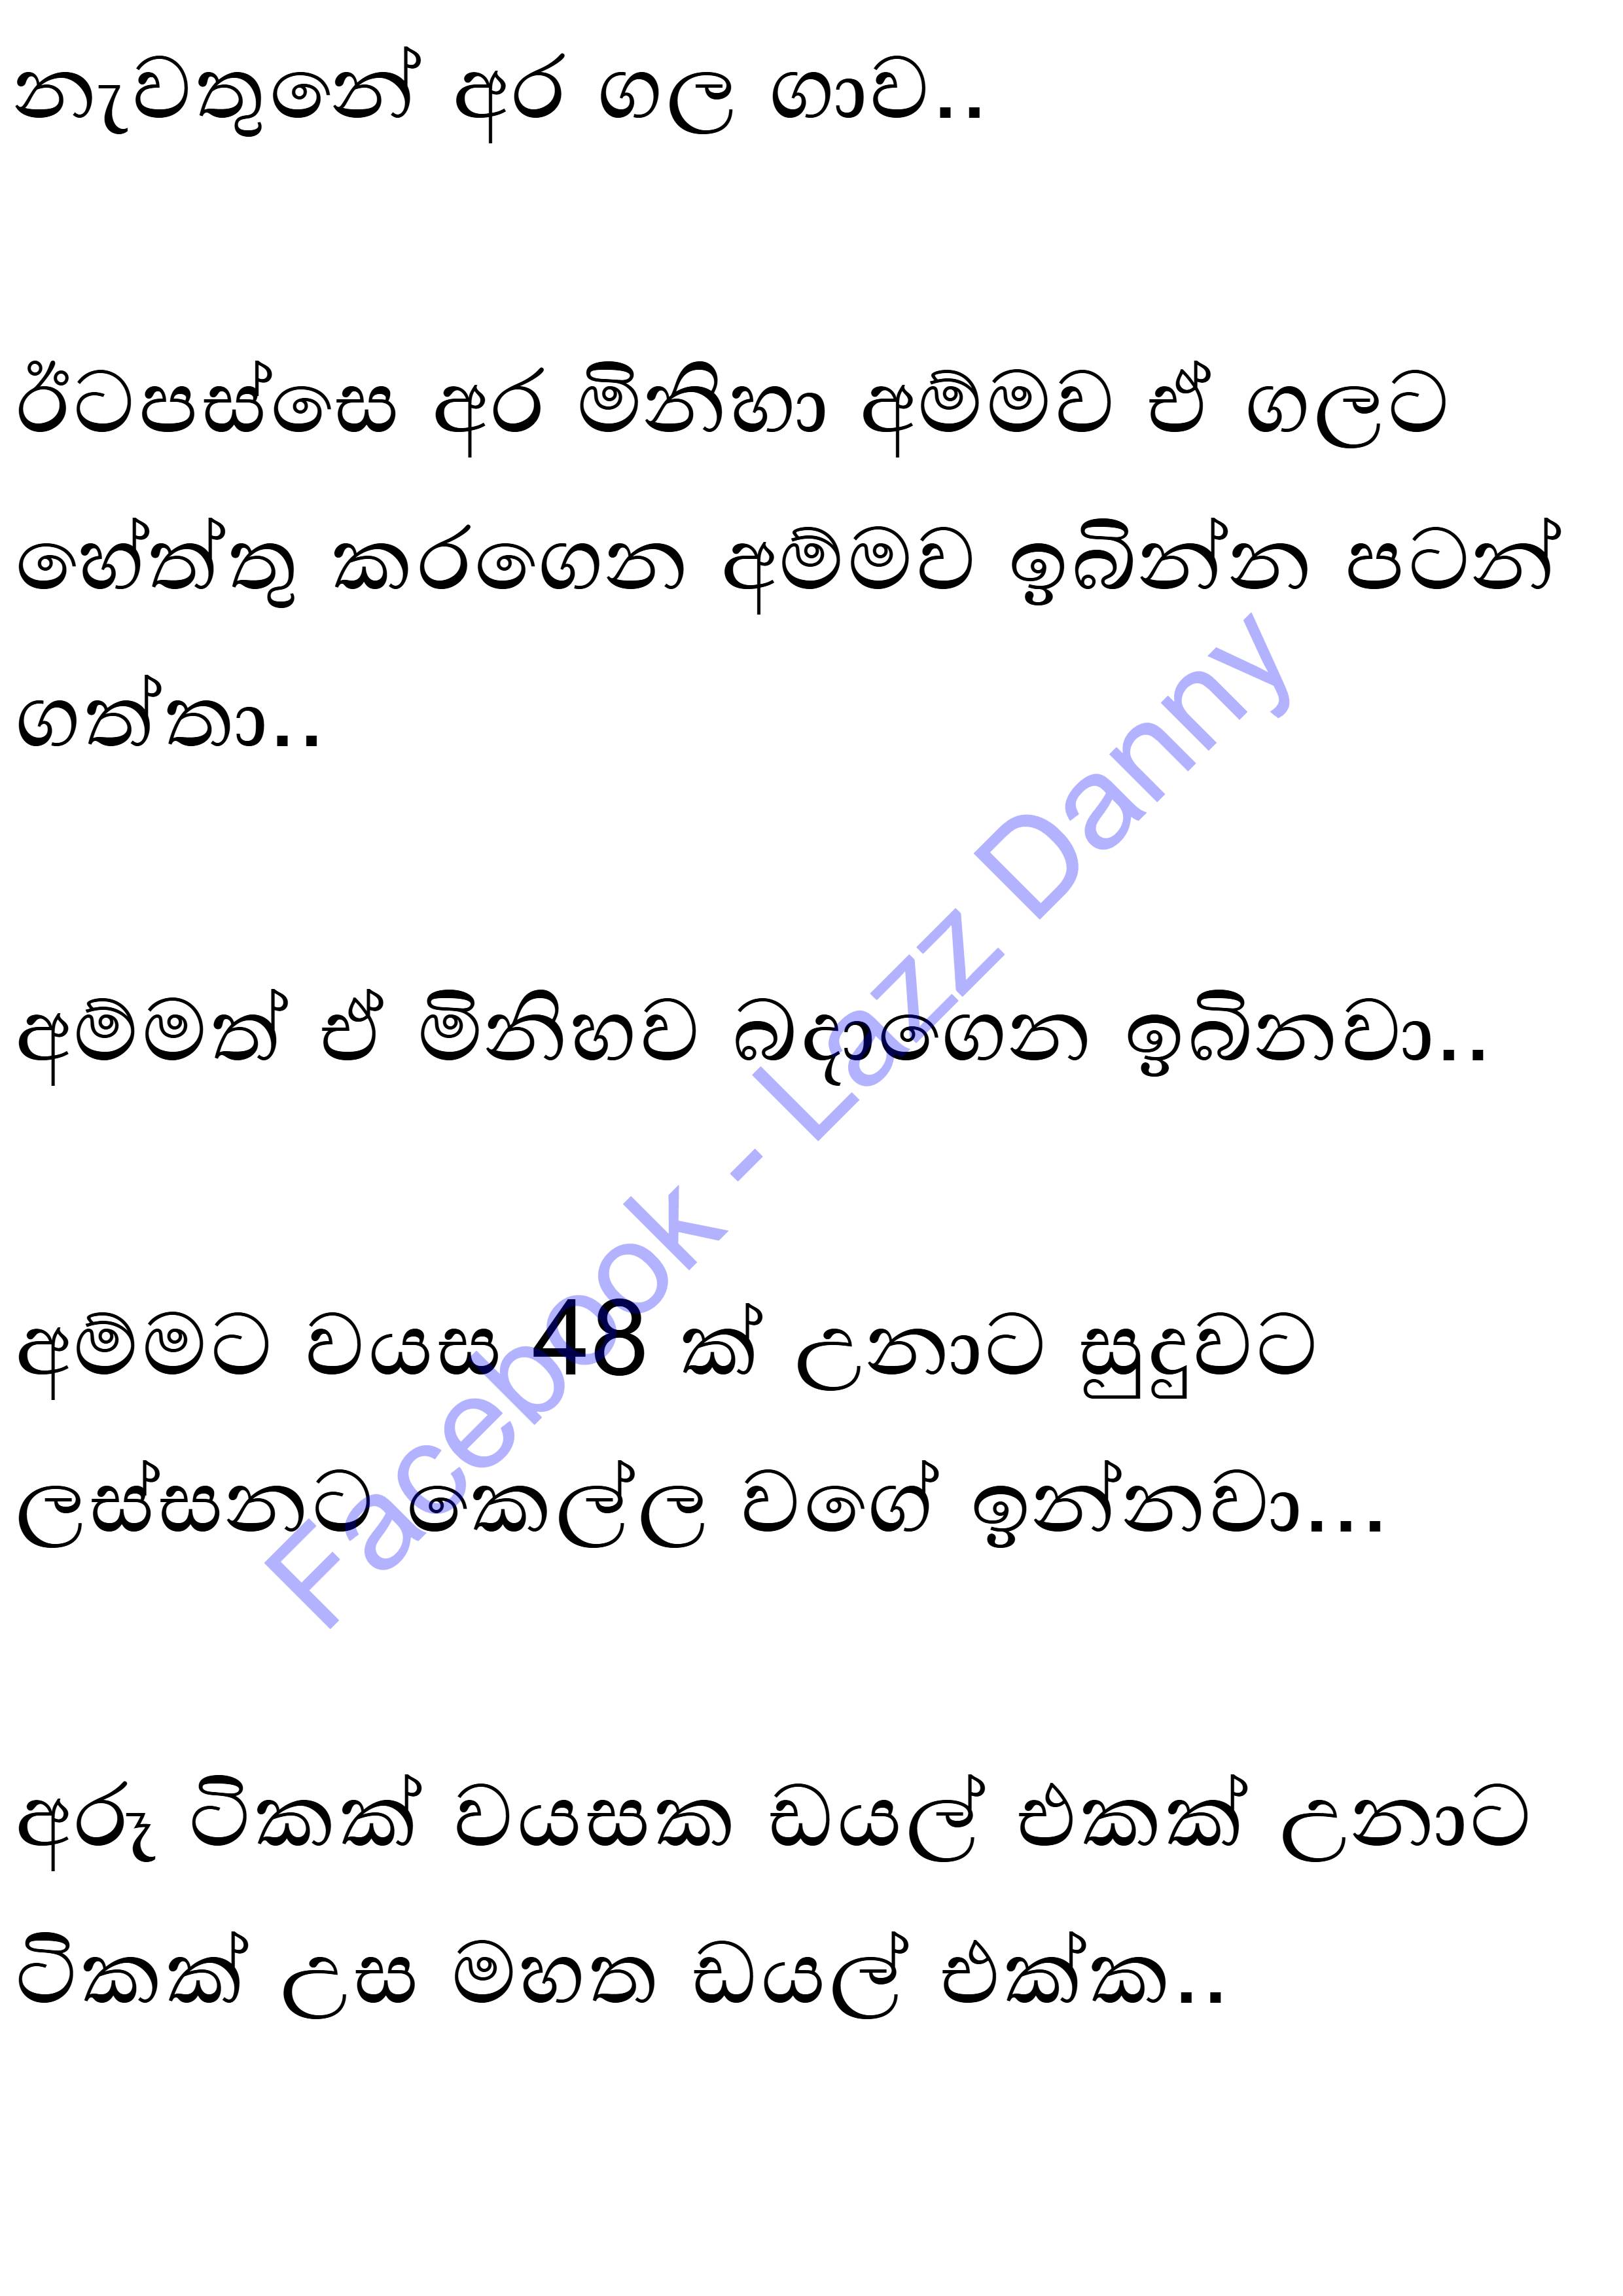 නැවතුනේ අර ගල ගාව..
ඊටපස්සෙ අර මිනිහා අම්මව ඒ ගලට
හේත්තු කරගෙන අම්මව ඉඹින්න පටන්
ගත්තා..
අම්මත් ඒ මිනිහව බදාගෙන ඉඹිනවා..
අම්මට වයස 48 ක් උනාට සුදුවට
ලස්සනට කෙල්ල වගේ ඉන්නවා...
අරූ ටිකක් වයසක ඩයල් එකක් උනාට
ටිකක් උස මහත ඩයල් එක්ක..
Facebook - Lazz Danny